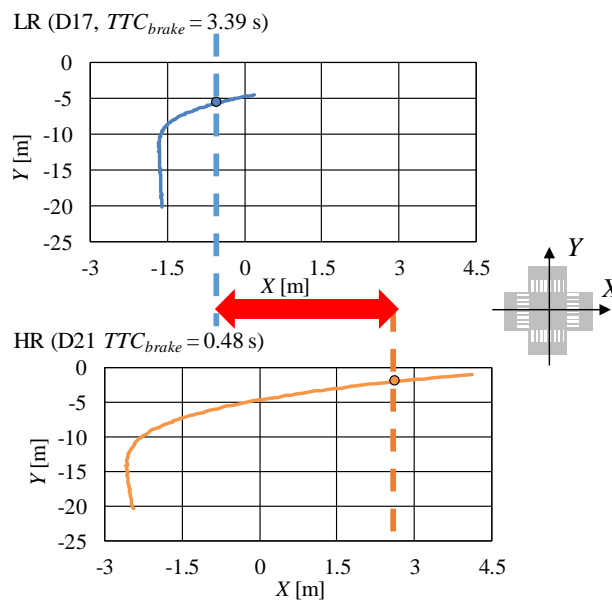 LR (D17, TTC_brake = 3.39 s)
0
-5
-10
-15
-20
-25
Y [m]
-3 -1.5 0 1.5 3 4.5
X [m]
Y
X
HR (D21 TTC_brake = 0.48 s)
0
-5
-10
-15
-20
-25
Y [m]
-3 -1.5 0 1.5 3 4.5
X [m]